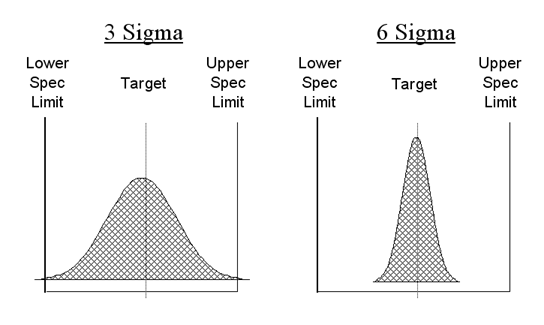 3 Sigma
Lower
Spec
Limit
Target
Upper
Spec
Limit
6 Sigma
Lower
Spec
Limit
Target
Upper
Spec
Limit